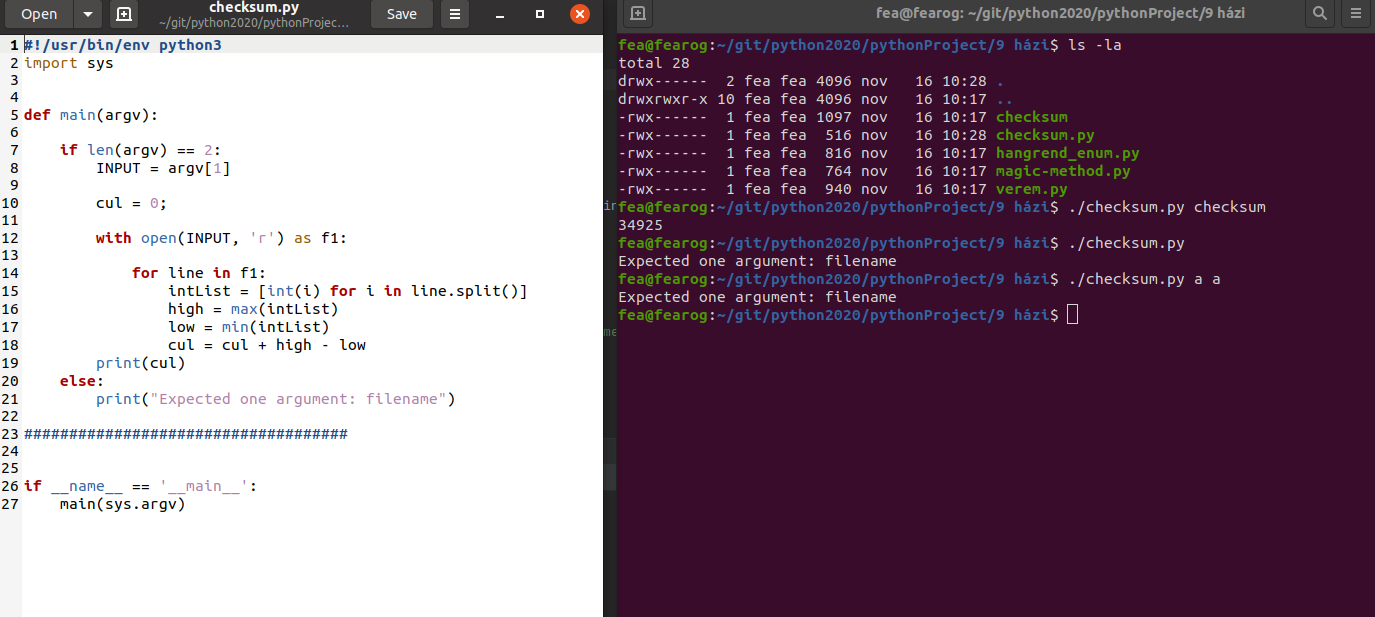 Open
checksum.py
~/git/python2020/pythonProjec...
Save
1 #!/usr/bin/env python3
2 import sys
3
4
5 def main(argv):
6
7     if len(argv) == 2:
8         INPUT = argv[1]
9
10         cul = 0;
11
12         with open(INPUT, 'r') as f1:
13
14             for line in f1:
15                 intList = [int(i) for i in line.split()]
16                 high = max(intList)
17                 low = min(intList)
18                 cul = cul + high - low
19         print(cul)
20     else:
21         print("Expected one argument: filename")
22
23 ####################################
24
25
26 if __name__ == '__main__':
27     main(sys.argv)
fea@fearog: ~/git/python2020/pythonProject/9 házi
fea@fearog:~/git/python2020/pythonProject/9 házi$ ls -la
total 28
drwx------  2 fea fea 4096 nov   16 10:28 .
drwxrwxr-x 10 fea fea 4096 nov   16 10:17 ..
-rwx------  1 fea fea 1097 nov   16 10:17 checksum
-rwx------  1 fea fea  516 nov   16 10:28 checksum.py
-rwx------  1 fea fea  816 nov   16 10:17 hangrend_enum.py
-rwx------  1 fea fea  764 nov   16 10:17 magic-method.py
-rwx------  1 fea fea  940 nov   16 10:17 verem.py
fea@fearog:~/git/python2020/pythonProject/9 házi$ ./checksum.py checksum
34925
fea@fearog:~/git/python2020/pythonProject/9 házi$ ./checksum.py
Expected one argument: filename
fea@fearog:~/git/python2020/pythonProject/9 házi$ ./checksum.py a a
Expected one argument: filename
fea@fearog:~/git/python2020/pythonProject/9 házi$